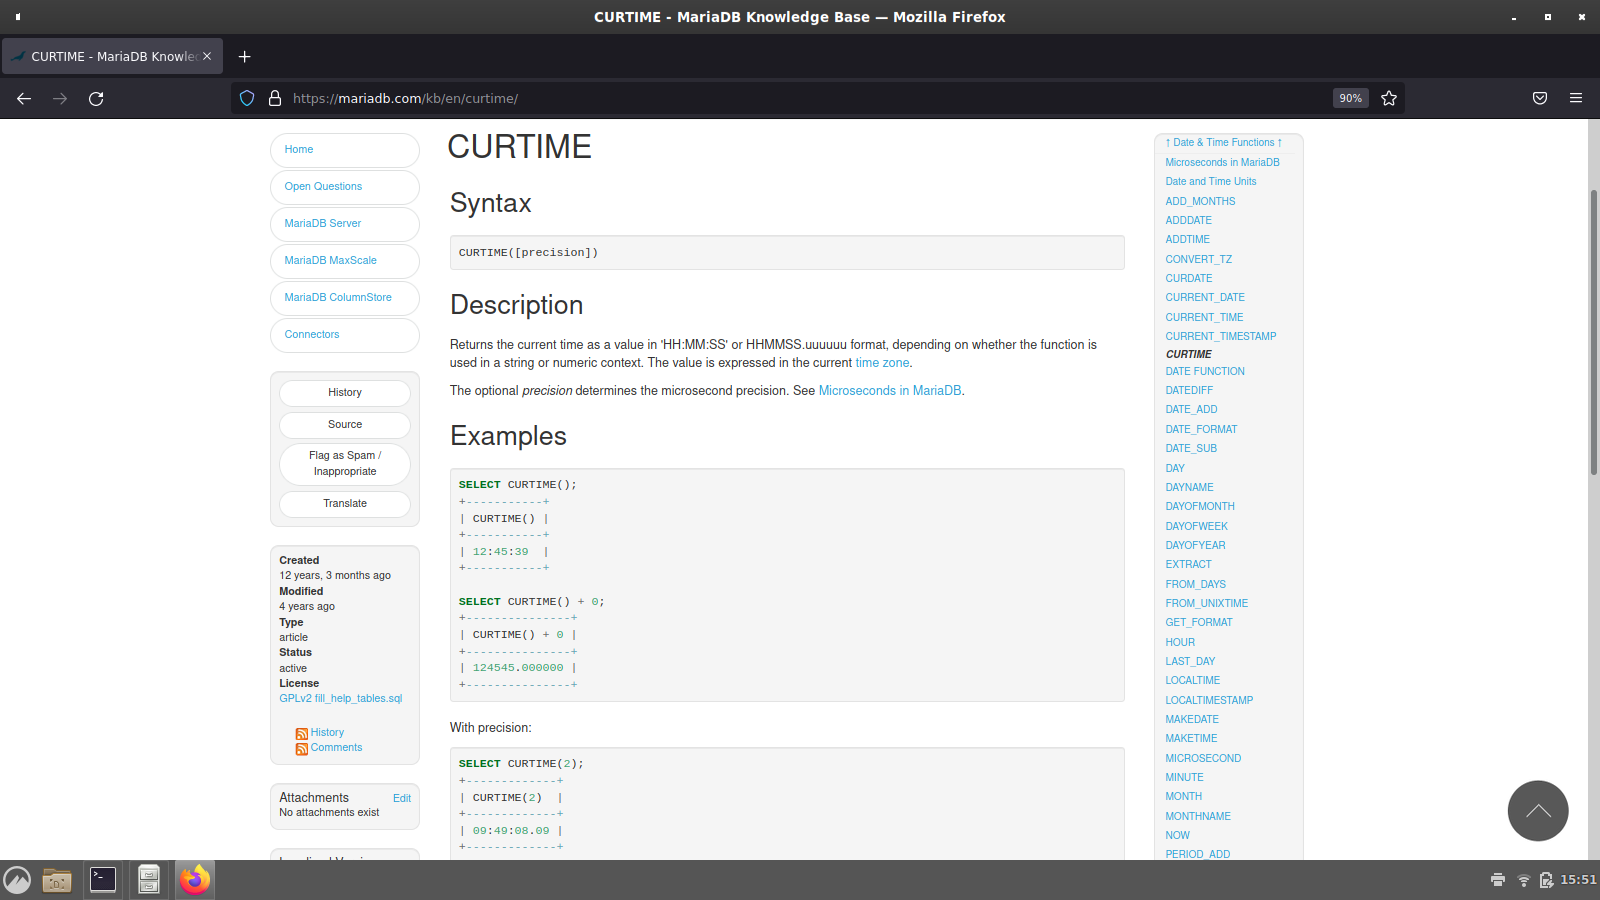 CURTIME - MariaDB Knowledge Base — Mozilla Firefox
CURTIME - MariaDB Knowle
https://mariadb.com/kb/en/curtime/
90%
Home
Open Questions
MariaDB Server
MariaDB MaxScale
MariaDB ColumnStore
Connectors
History
Source
Flag as Spam /
Inappropriate
Translate
Created
12 years, 3 months ago
Modified
4 years ago
Type
article
Status
active
License
GPLv2 fill_help_tables.sql
History
Comments
Attachments Edit
No attachments exist
CURTIME
Syntax
CURTIME([precision])
Description
Returns the current time as a value in 'HH:MM:SS' or HHMMSS.uuuuuu format, depending on whether the function is
used in a string or numeric context. The value is expressed in the current time zone.
The optional precision determines the microsecond precision. See Microseconds in MariaDB.
Examples
SELECT CURTIME();
+-----------+
| CURTIME() |
+-----------+
| 12:45:39  |
+-----------+
SELECT CURTIME() + 0;
+---------------+
| CURTIME() + 0 |
+---------------+
| 124545.000000 |
+---------------+
With precision:
SELECT CURTIME(2);
+-------------+
| CURTIME(2)  |
+-------------+
| 09:49:08.09 |
+-------------+
↑ Date & Time Functions ↑
Microseconds in MariaDB
Date and Time Units
ADD_MONTHS
ADDDATE
ADDTIME
CONVERT_TZ
CURDATE
CURRENT_DATE
CURRENT_TIME
CURRENT_TIMESTAMP
CURTIME
DATE FUNCTION
DATEDIFF
DATE_ADD
DATE_FORMAT
DATE_SUB
DAY
DAYNAME
DAYOFMONTH
DAYOFWEEK
DAYOFYEAR
EXTRACT
FROM_DAYS
FROM_UNIXTIME
GET_FORMAT
HOUR
LAST_DAY
LOCALTIME
LOCALTIMESTAMP
MAKEDATE
MAKETIME
MICROSECOND
MINUTE
MONTH
MONTHNAME
NOW
PERIOD_ADD
15:51